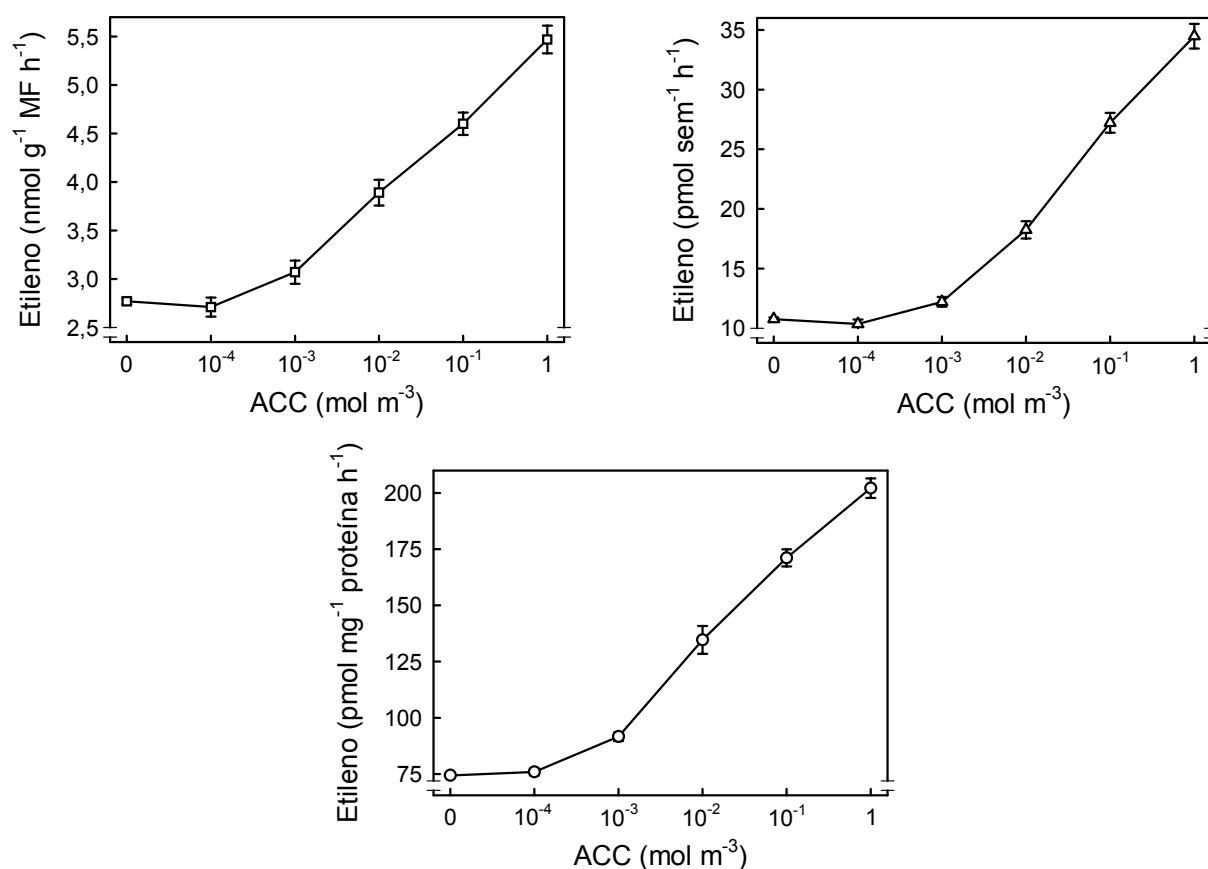 Etileno (nmol g⁻¹ MF h⁻¹)
5,5
5,0
4,5
4,0
3,5
3,0
2,5
0 10⁻⁴ 10⁻³ 10⁻² 10⁻¹ 1
ACC (mol m⁻³)
Etileno (pmol sem⁻¹ h⁻¹)
35
30
25
20
15
10
0 10⁻⁴ 10⁻³ 10⁻² 10⁻¹ 1
ACC (mol m⁻³)
Etileno (pmol mg⁻¹ proteína h⁻¹)
200
175
150
125
100
75
0 10⁻⁴ 10⁻³ 10⁻² 10⁻¹ 1
ACC (mol m⁻³)